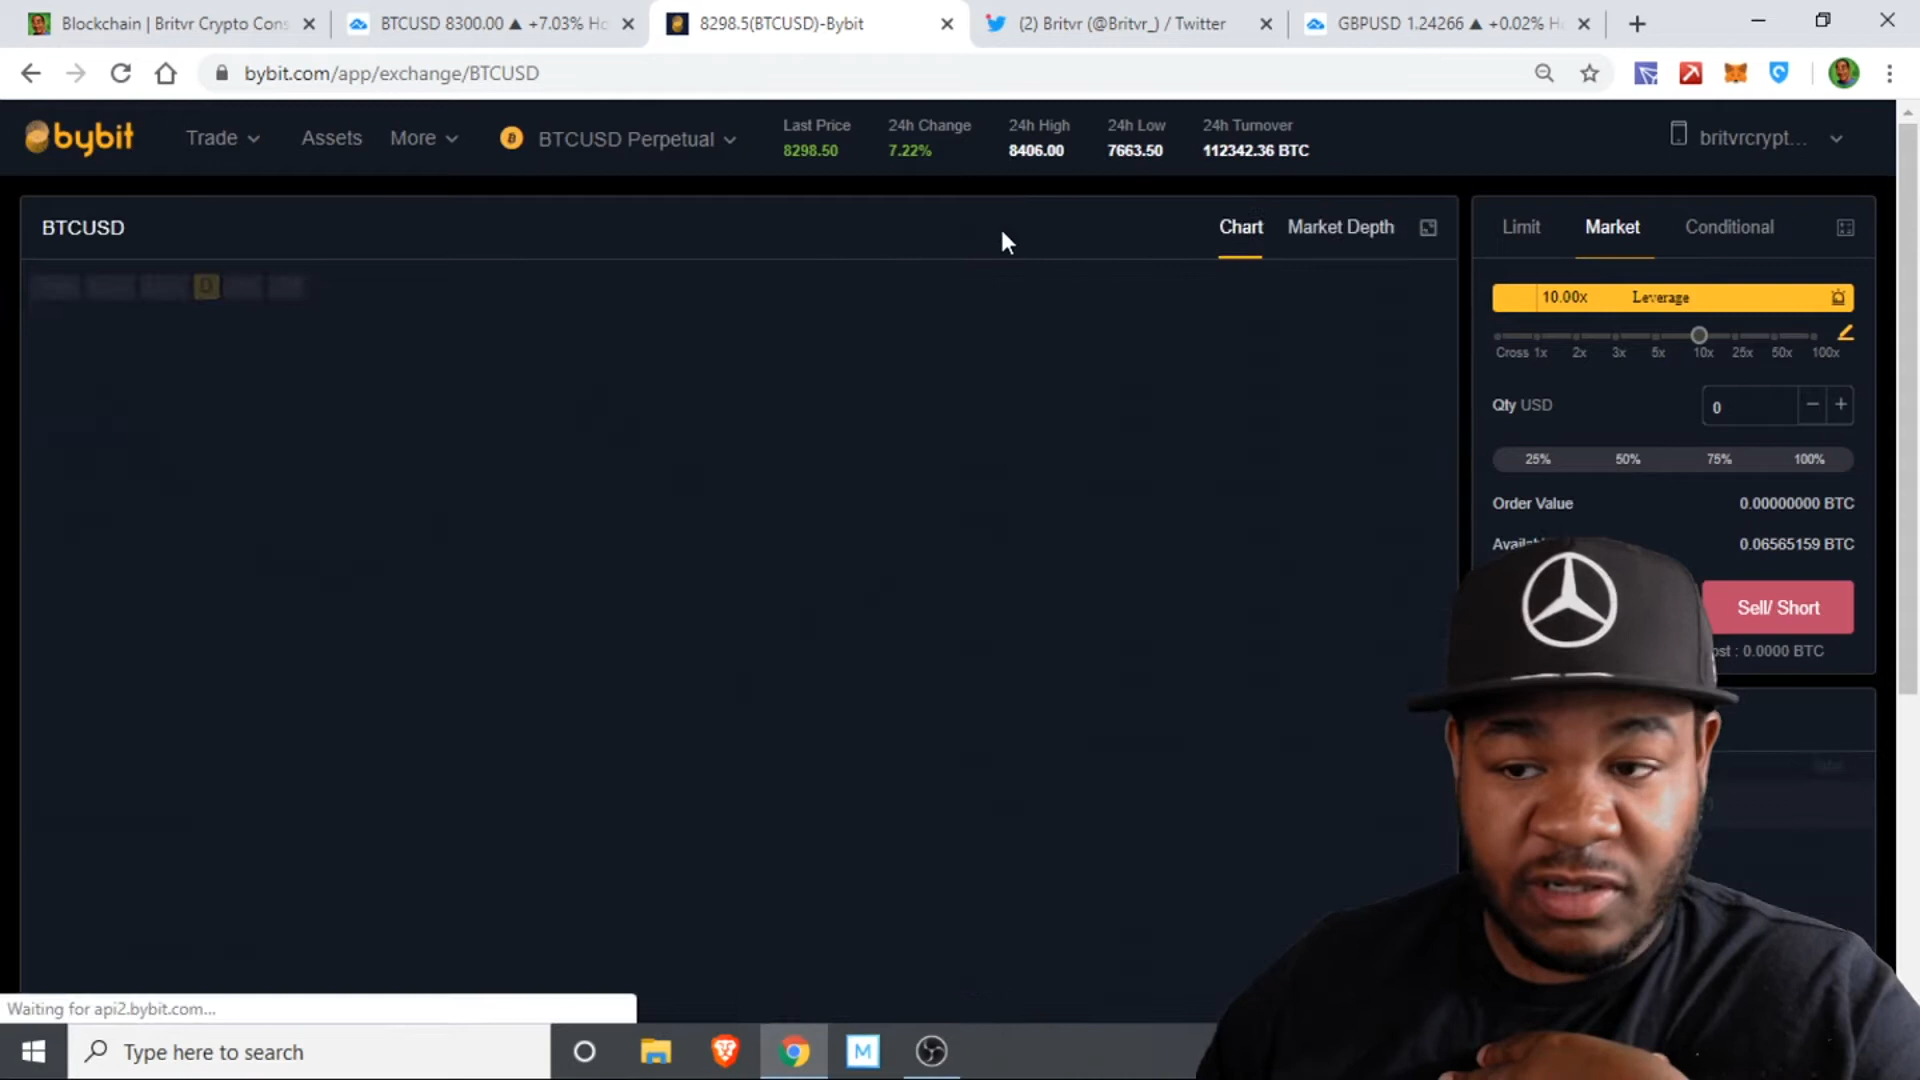 Blockchain | Britvr Crypto Cons
BTCUSD 8300.00 ▲ +7.03% Ho
8298.5(BTCUSD)-Bybit
(2) Britvr (@Britvr_) / Twitter
GBPUSD 1.24266 ▲ +0.02% H
bybit.com/app/exchange/BTCUSD
bybit
Trade
Assets
More
BTCUSD Perpetual
Last Price
8298.50
24h Change
7.22%
24h High
8406.00
24h Low
7663.50
24h Turnover
112342.36 BTC
britvrcrypt...
BTCUSD
Chart
Market Depth
D
Limit
Market
Conditional
10.00x
Leverage
Cross 1x 2x 3x 5x 10x 25x 50x 100x
Qty USD
0
25% 50% 75% 100%
Order Value
0.00000000 BTC
0.06565159 BTC
Sell/ Short
: 0.0000 BTC
Waiting for api2.bybit.com...
Type here to search
M